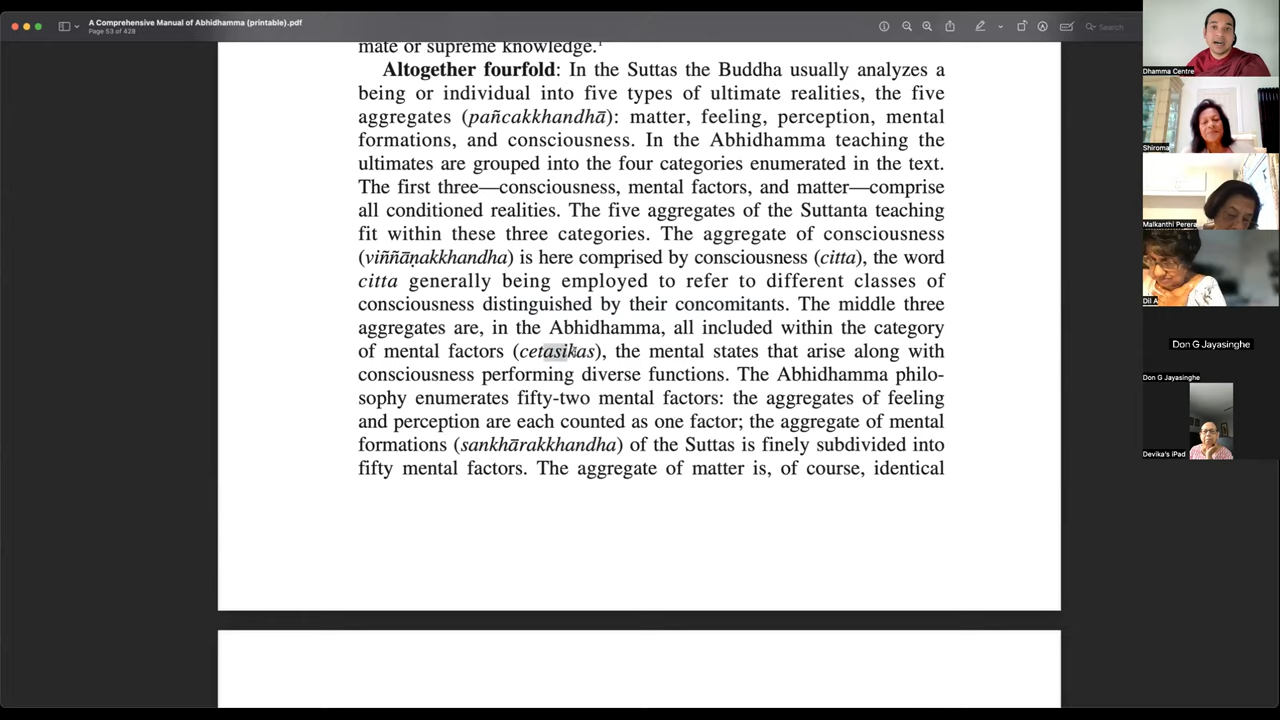 A Comprehensive Manual of Abhidhamma (printable).pdf
Page 53 of 428
Search
mate or supreme knowledge.¹
Altogether fourfold: In the Suttas the Buddha usually analyzes a
being or individual into five types of ultimate realities, the five
aggregates (pañcakkhandhā): matter, feeling, perception, mental
formations, and consciousness. In the Abhidhamma teaching the
ultimates are grouped into the four categories enumerated in the text.
The first three—consciousness, mental factors, and matter—comprise
all conditioned realities. The five aggregates of the Suttanta teaching
fit within these three categories. The aggregate of consciousness
(viññāṇakkhandha) is here comprised by consciousness (citta), the word
citta generally being employed to refer to different classes of
consciousness distinguished by their concomitants. The middle three
aggregates are, in the Abhidhamma, all included within the category
of mental factors (cetasikas), the mental states that arise along with
consciousness performing diverse functions. The Abhidhamma philo-
sophy enumerates fifty-two mental factors: the aggregates of feeling
and perception are each counted as one factor; the aggregate of mental
formations (sankhārakkhandha) of the Suttas is finely subdivided into
fifty mental factors. The aggregate of matter is, of course, identical
Dhamma Centre
Shiroma
Malkanthi Perera
Dil A
Don G Jayasinghe
Don G Jayasinghe
Devika's iPad